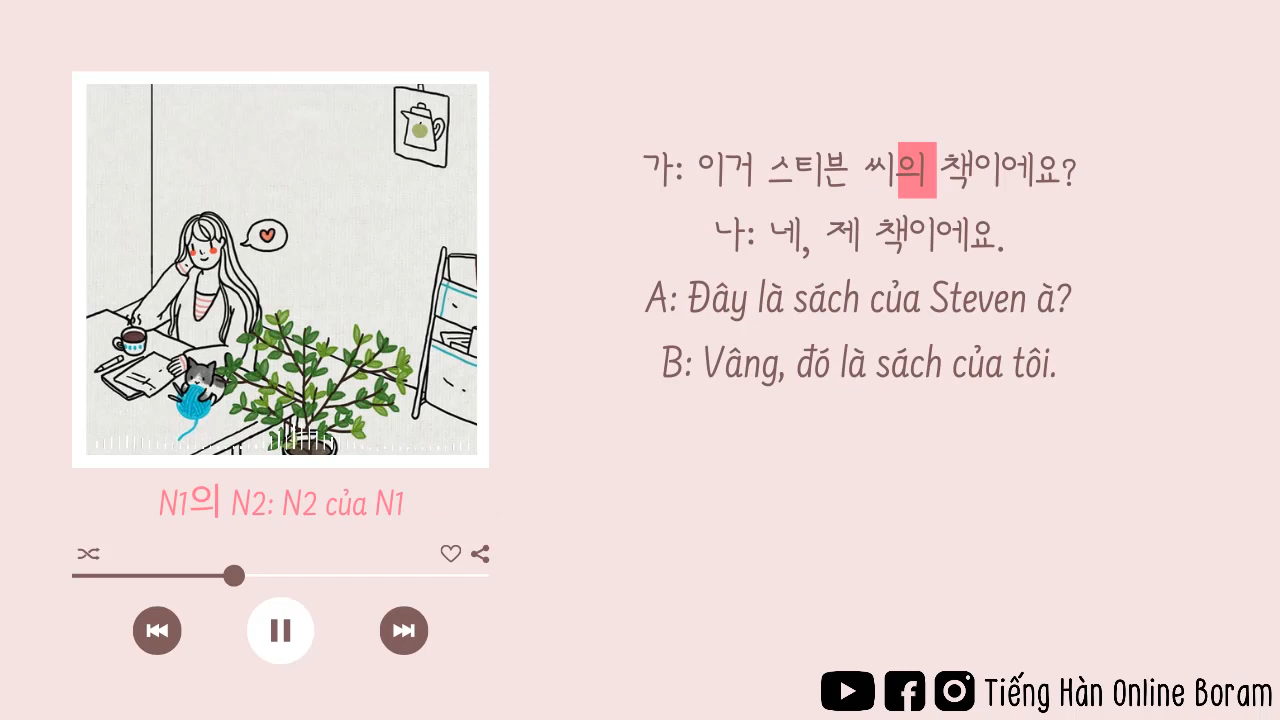 가: 이거 스티븐 씨의 책이에요?
나: 네, 제 책이에요.
A: Đây là sách của Steven à?
B: Vâng, đó là sách của tôi.
N1의 N2: N2 của N1
Tiếng Hàn Online Boram